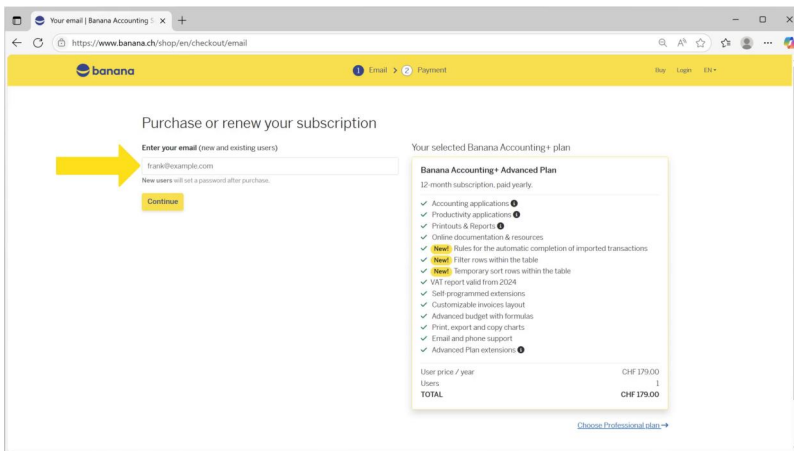 Your email | Banana Accounting S
https://www.banana.ch/shop/en/checkout/email
banana
1 Email > 2 Payment
Buy Login EN
Purchase or renew your subscription
Enter your email (new and existing users)
frank@example.com
New users will set a password after purchase.
Continue
Your selected Banana Accounting+ plan
Banana Accounting+ Advanced Plan
12-month subscription, paid yearly.
Accounting applications
Productivity applications
Printouts & Reports
Online documentation & resources
New! Rules for the automatic completion of imported transactions
New! Filter rows within the table
New! Temporary sort rows within the table
VAT report valid from 2024
Self-programmed extensions
Customizable invoices layout
Advanced budget with formulas
Print, export and copy charts
Email and phone support
Advanced Plan extensions
User price / year CHF 179.00
Users 1
TOTAL CHF 179.00
Choose Professional plan →